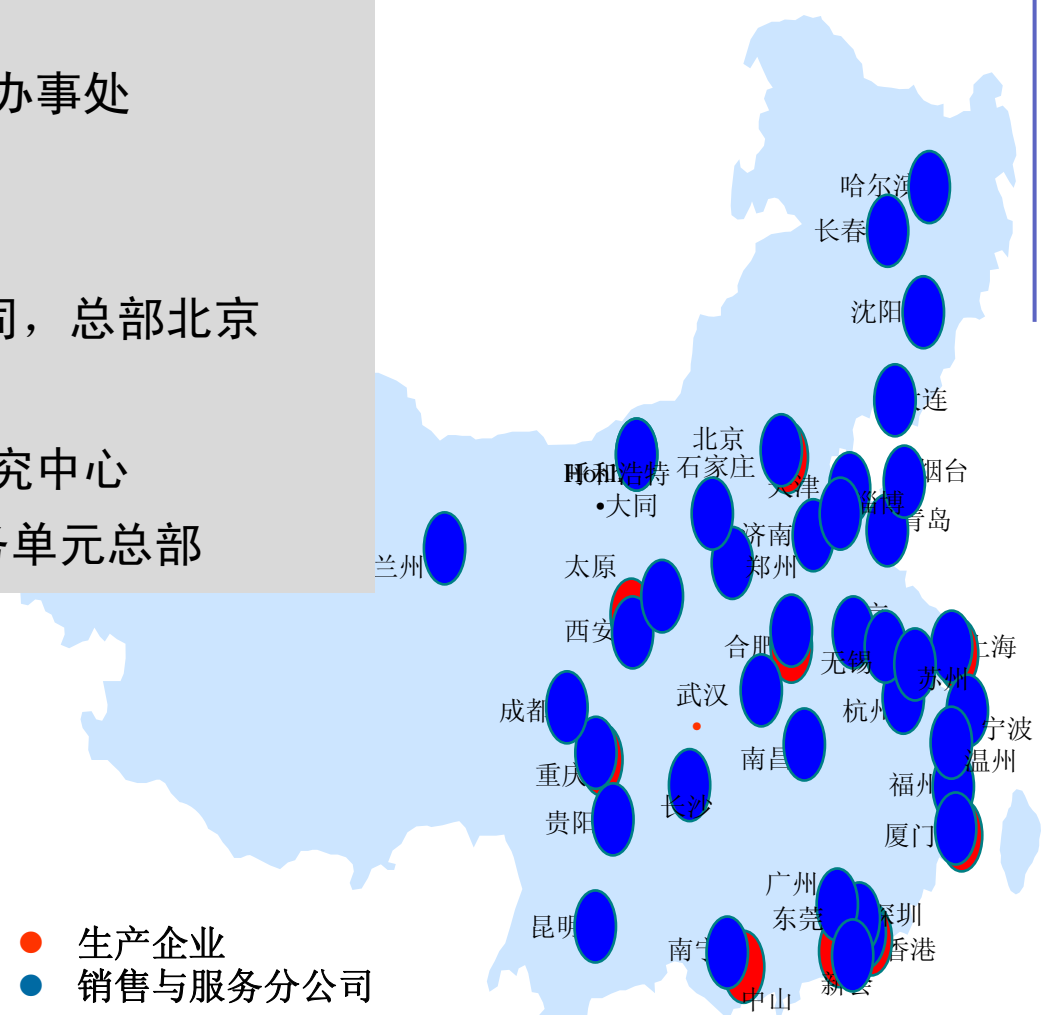 办事处
司，总部北京
究中心
单元总部
哈尔滨
长春
沈阳
大连
北京
石家庄
天津
烟台
呼和浩特
淄博
•大同
青岛
济南
兰州
太原
郑州
西安
合肥
上海
无锡
苏州
武汉
成都
杭州
宁波
南昌
温州
重庆
福州
长沙
贵阳
厦门
广州
东莞
深圳
昆明
南宁
香港
新会
中山
生产企业
销售与服务分公司